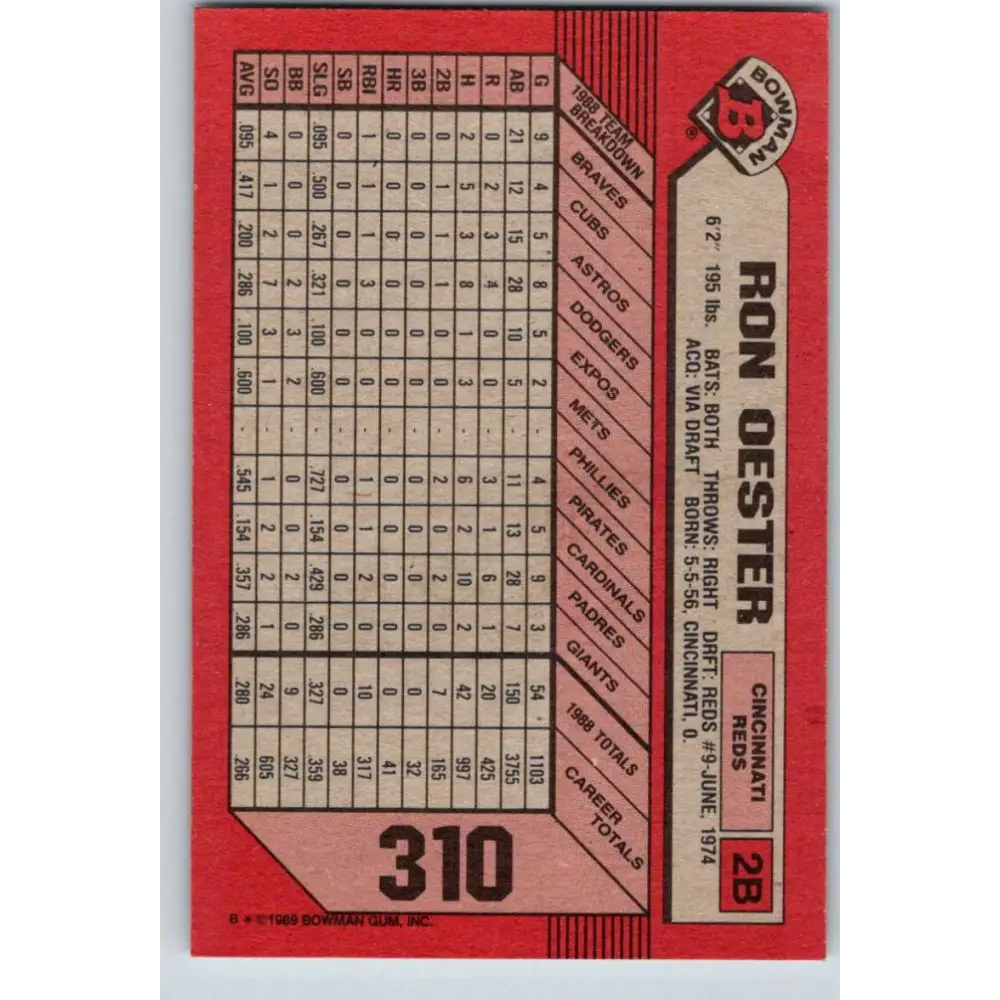 BOWMAN
B
®
RON OESTER
CINCINNATI
REDS
2B
6'2" 195 lbs. BATS: BOTH THROWS: RIGHT DRFT: REDS #9-JUNE, 1974
ACQ: VIA DRAFT BORN: 5-5-56, CINCINNATI, O.
1988 TEAM
BREAKDOWN
BRAVES
CUBS
ASTROS
DODGERS
EXPOS
METS
PHILLIES
PIRATES
CARDINALS
PADRES
GIANTS
1988 TOTALS
CAREER
TOTALS
G 9 4 5 8 5 2 - 4 5 9 3 54 1103
AB 21 12 15 28 10 5 - 11 13 28 7 150 3755
R 0 2 3 4 0 0 - 3 1 6 1 20 425
H 2 5 3 8 1 3 - 6 2 10 2 42 997
2B 0 1 1 1 0 0 - 2 0 2 0 7 165
3B 0 0 0 0 0 0 - 0 0 0 0 0 32
HR 0 0 0 0 0 0 - 0 0 0 0 0 41
RBI 1 1 1 3 0 0 - 1 1 2 0 10 317
SB 0 0 0 0 0 0 - 0 0 0 0 0 38
SLG .095 .500 .267 .321 .100 .600 - .727 .154 .429 .286 .327 .359
BB 0 0 0 2 3 2 - 0 0 2 0 9 327
SO 4 1 2 7 3 1 - 1 2 2 1 24 605
AVG .095 .417 .200 .286 .100 .600 - .545 .154 .357 .286 .280 .266
310
B * ©1989 BOWMAN GUM, INC.